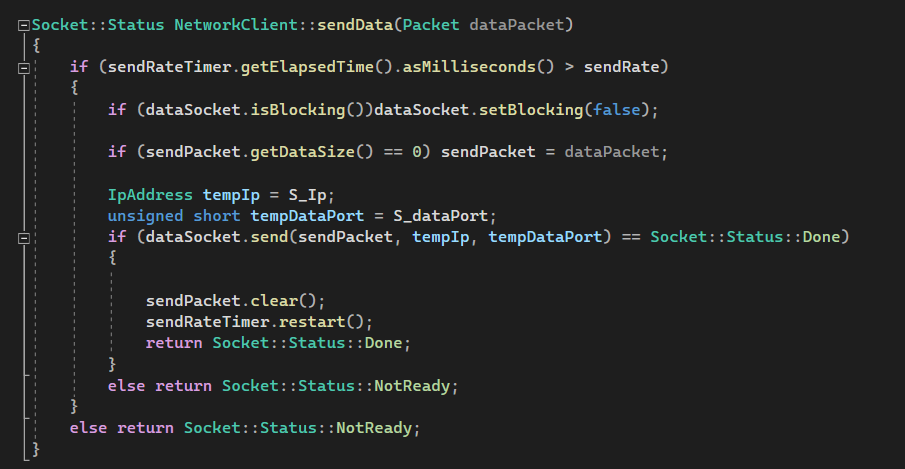 Socket::Status NetworkClient::sendData(Packet dataPacket)
{
if (sendRateTimer.getElapsedTime().asMilliseconds() > sendRate)
{
if (dataSocket.isBlocking())dataSocket.setBlocking(false);
if (sendPacket.getDataSize() == 0) sendPacket = dataPacket;
IpAddress tempIp = S_Ip;
unsigned short tempDataPort = S_dataPort;
if (dataSocket.send(sendPacket, tempIp, tempDataPort) == Socket::Status::Done)
{
sendPacket.clear();
sendRateTimer.restart();
return Socket::Status::Done;
}
else return Socket::Status::NotReady;
}
else return Socket::Status::NotReady;
}